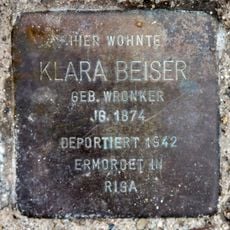 HIER WOHNTE
KLARA BEISER
GEB. WRONKER
JG. 1874
DEPORTIERT 1942
ERMORDET IN
RIGA